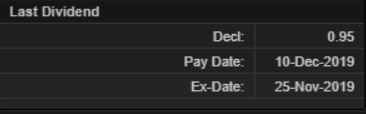 Last Dividend
Decl: 0.95
Pay Date: 10-Dec-2019
Ex-Date: 25-Nov-2019